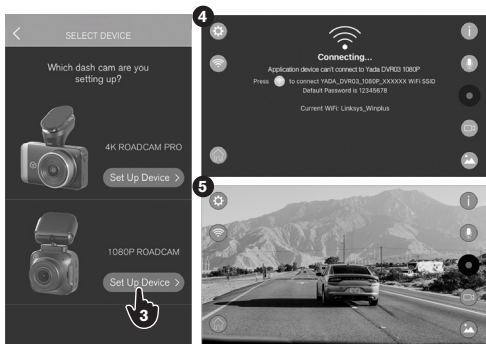 SELECT DEVICE
Which dash cam are you
setting up?
4K ROADCAM PRO
Set Up Device >
1080P ROADCAM
Set Up Device >
3
4
i
Connecting...
Application device can't connect to Yada DVR03 1080P
Press to connect YADA_DVR03_1080P_XXXXXX WiFi SSID
Default Password is 12345678
Current WiFi: Linksys_Winplus
5
i